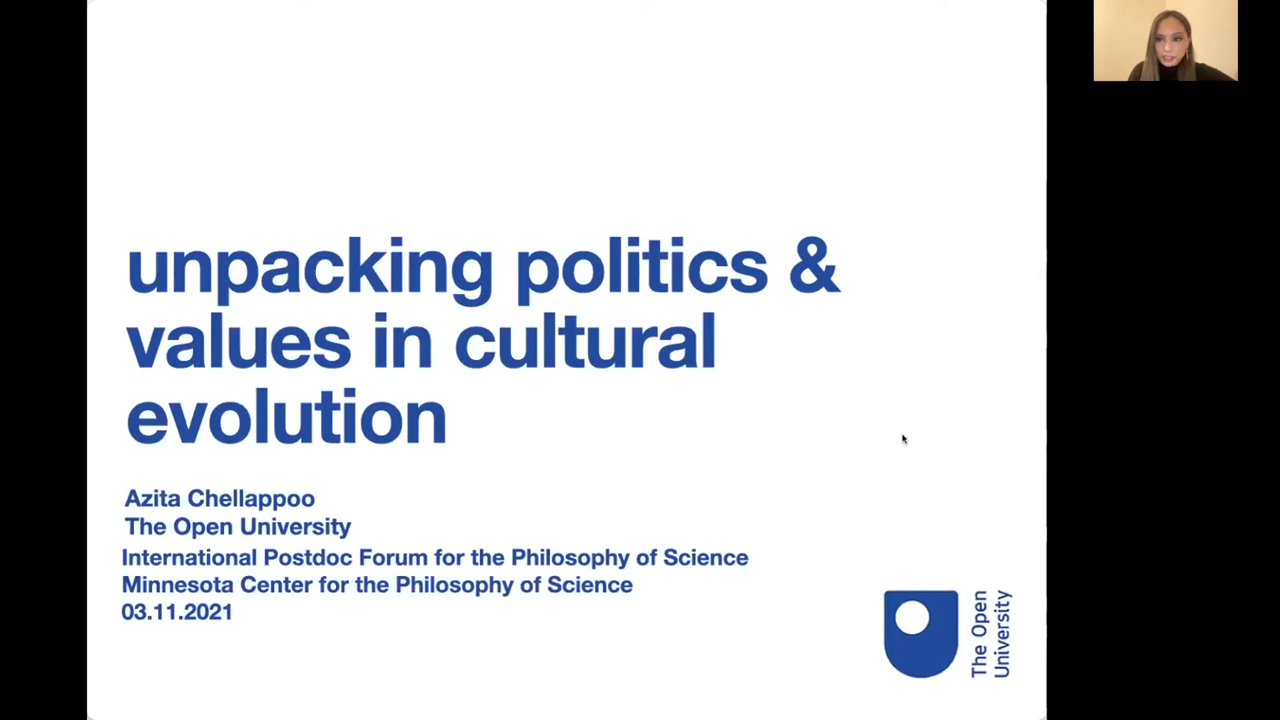 unpacking politics &
values in cultural
evolution
Azita Chellappoo
The Open University
International Postdoc Forum for the Philosophy of Science
Minnesota Center for the Philosophy of Science
03.11.2021
The Open
University